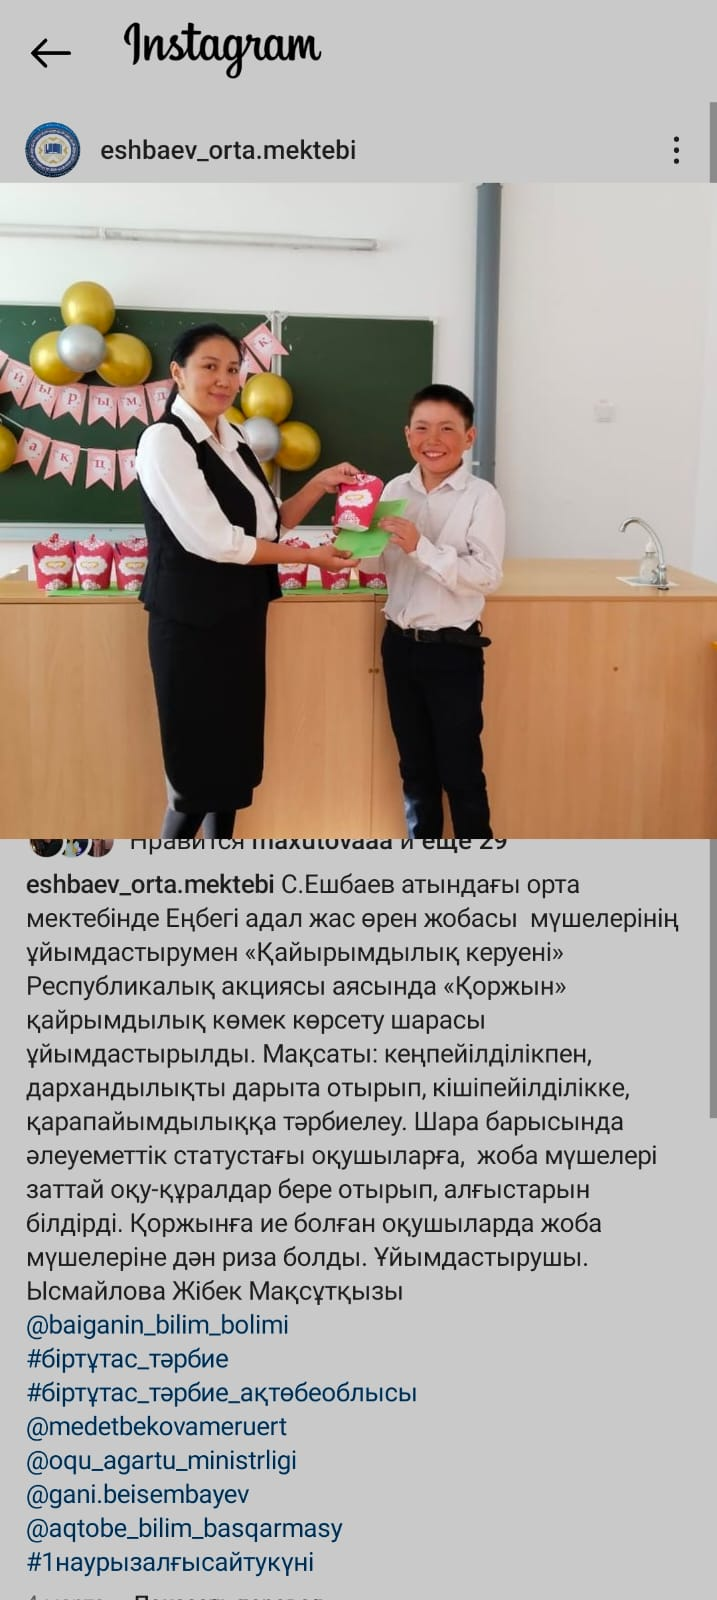 Instagram
eshbaev_orta.mektebi
Қ
Й Ы Р Ы М Д
А К Ц И
Нравится maxutovaaa и ещё 29
eshbaev_orta.mektebi С.Ешбаев атындағы орта
мектебінде Еңбегі адал жас өрен жобасы мүшелерінің
ұйымдастырумен «Қайырымдылық керуені»
Республикалық акциясы аясында «Қоржын»
қайрымдылық көмек көрсету шарасы
ұйымдастырылды. Мақсаты: кеңпейілділікпен,
дархандылықты дарыта отырып, кішіпейілділікке,
қарапайымдылыққа тәрбиелеу. Шара барысында
әлеуеметтік статустағы оқушыларға, жоба мүшелері
заттай оқу-құралдар бере отырып, алғыстарын
білдірді. Қоржынға ие болған оқушыларда жоба
мүшелеріне дән риза болды. Ұйымдастырушы.
Ысмайлова Жібек Мақсұтқызы
@baiganin_bilim_bolimi
#біртұтас_тәрбие
#біртұтас_тәрбие_ақтөбеоблысы
@medetbekovameruert
@oqu_agartu_ministrligi
@gani.beisembayev
@aqtobe_bilim_basqarmasy
#1наурызалғысайтукүні